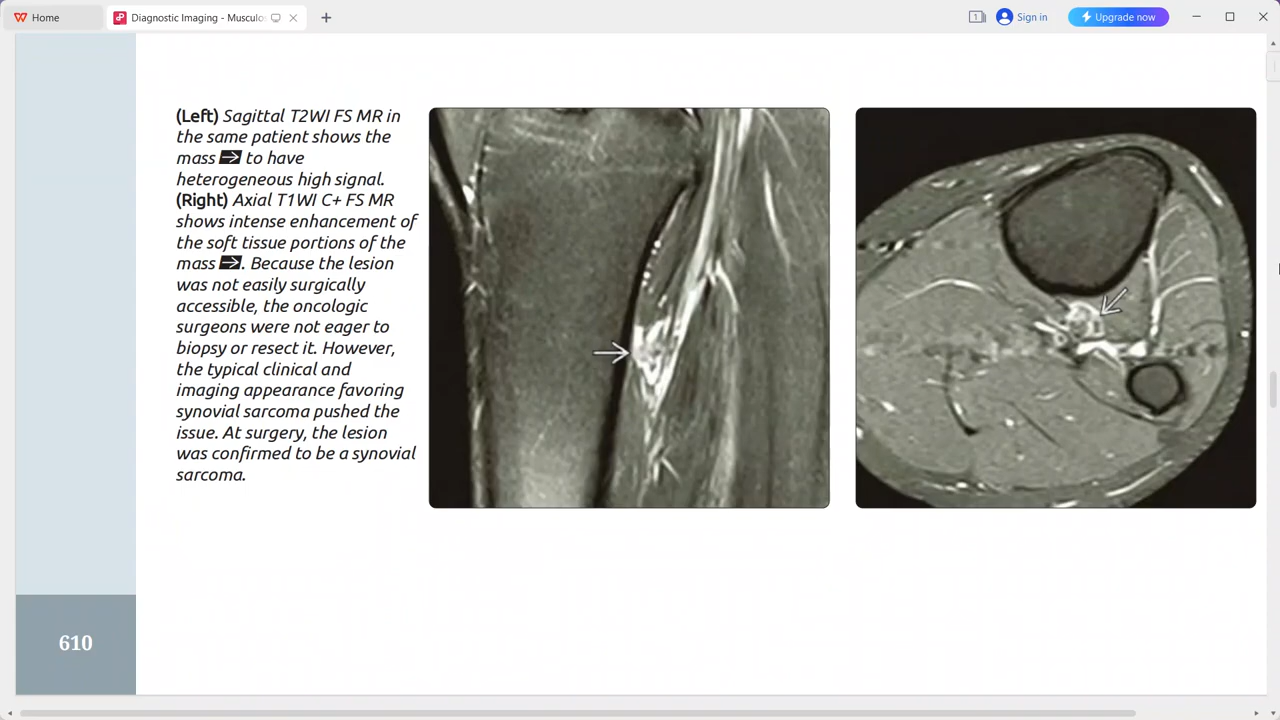 Home
Diagnostic Imaging - Musculos
1
Sign in
Upgrade now
(Left) Sagittal T2WI FS MR in
the same patient shows the
mass to have
heterogeneous high signal.
(Right) Axial T1WI C+ FS MR
shows intense enhancement of
the soft tissue portions of the
mass . Because the lesion
was not easily surgically
accessible, the oncologic
surgeons were not eager to
biopsy or resect it. However,
the typical clinical and
imaging appearance favoring
synovial sarcoma pushed the
issue. At surgery, the lesion
was confirmed to be a synovial
sarcoma.
610